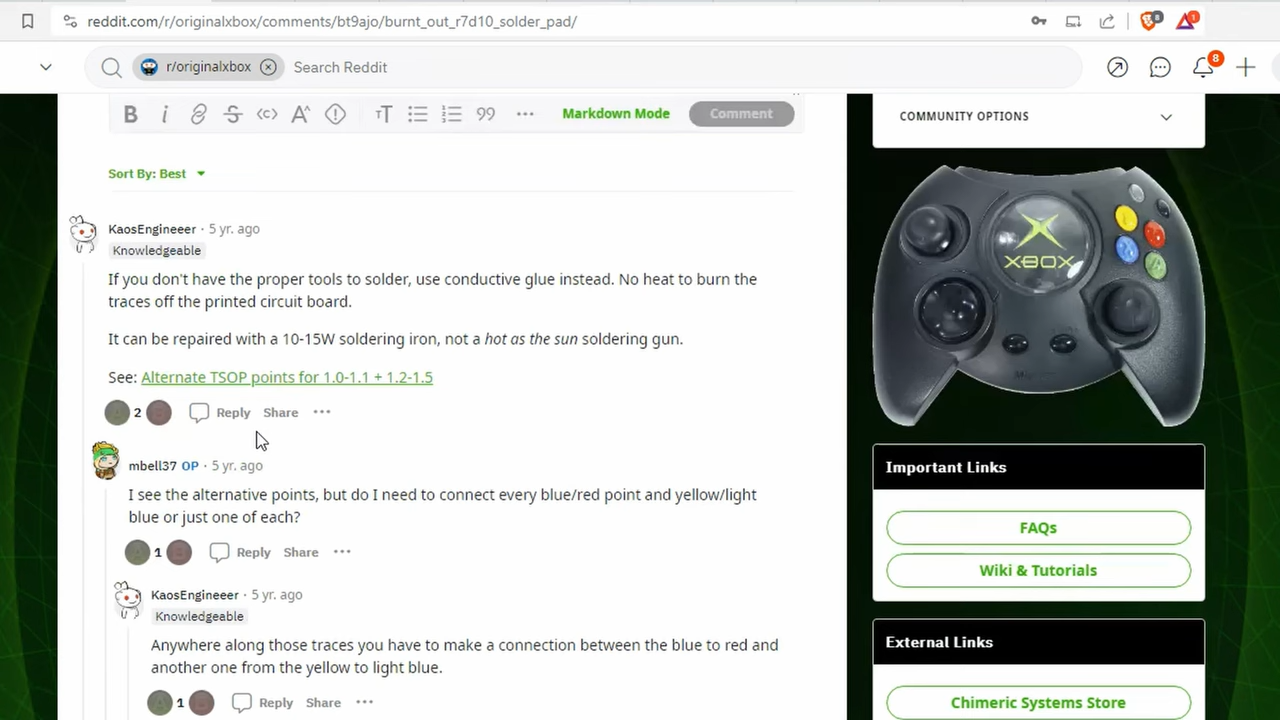 reddit.com/r/originalxbox/comments/bt9ajo/burnt_out_r7d10_solder_pad/
8
1
r/originalxbox
Search Reddit
8
B i S A T 99 ... Markdown Mode Comment
COMMUNITY OPTIONS
Sort By: Best
KaosEngineeer · 5 yr. ago
Knowledgeable
If you don't have the proper tools to solder, use conductive glue instead. No heat to burn the
traces off the printed circuit board.
It can be repaired with a 10-15W soldering iron, not a hot as the sun soldering gun.
See: Alternate TSOP points for 1.0-1.1 + 1.2-1.5
2 Reply Share ...
mbell37 OP · 5 yr. ago
I see the alternative points, but do I need to connect every blue/red point and yellow/light
blue or just one of each?
1 Reply Share ...
KaosEngineeer · 5 yr. ago
Knowledgeable
Anywhere along those traces you have to make a connection between the blue to red and
another one from the yellow to light blue.
1 Reply Share ...
XBOX
Important Links
FAQs
Wiki & Tutorials
External Links
Chimeric Systems Store